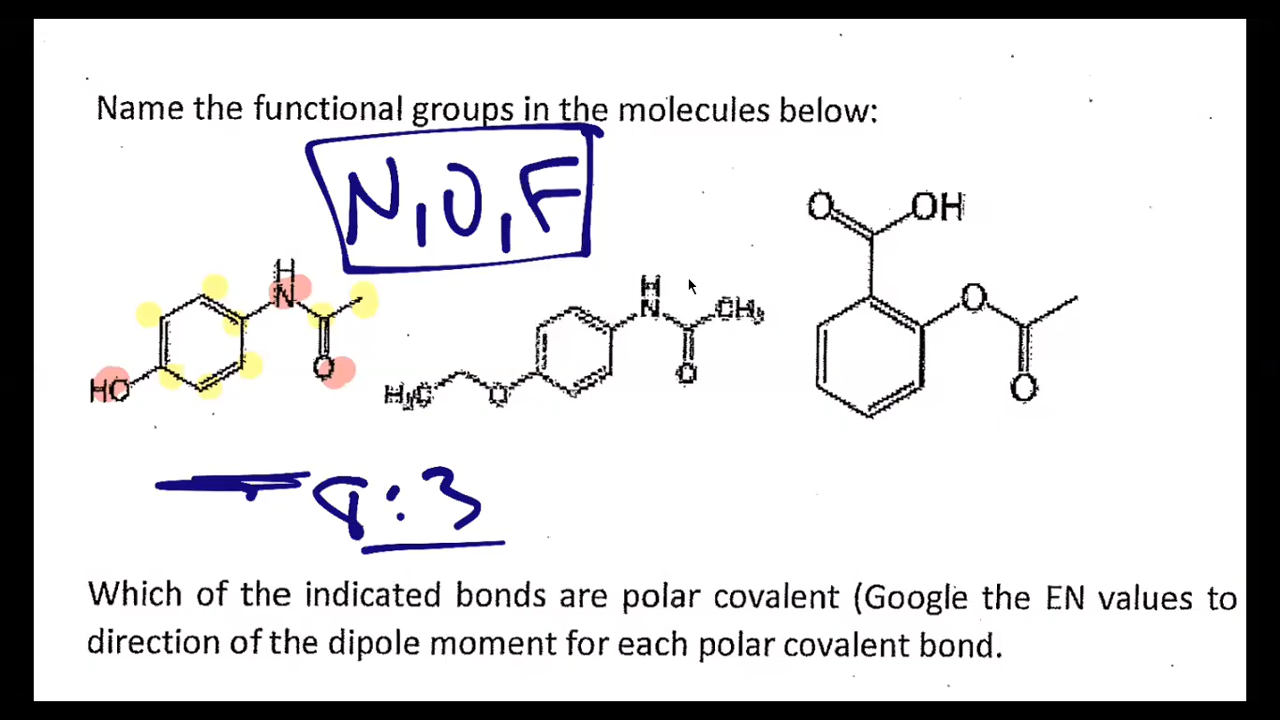 Name the functional groups in the molecules below:
N, O, F
O OH
H H
N N CH₃ O
HO O H₃C O O O
8:3
Which of the indicated bonds are polar covalent (Google the EN values to
direction of the dipole moment for each polar covalent bond.